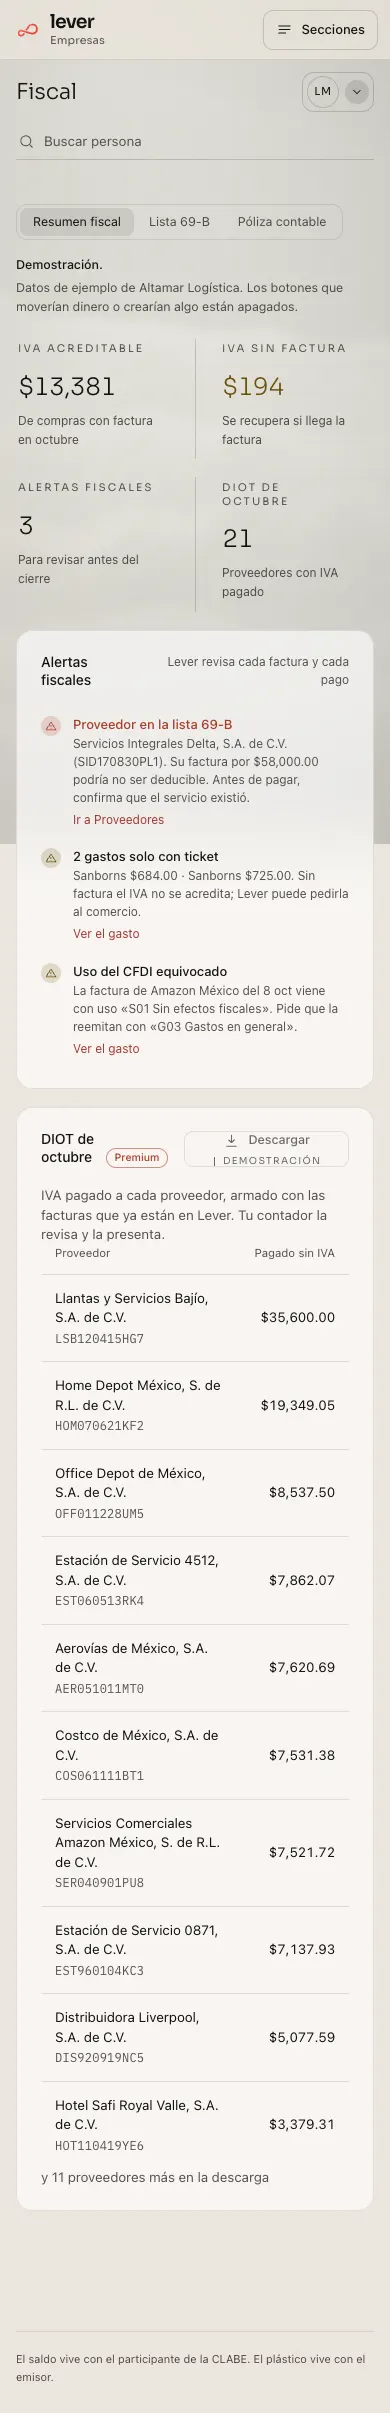 lever
Empresas
Secciones
Fiscal
LM
Buscar persona
Resumen fiscal
Lista 69-B
Póliza contable
Demostración.
Datos de ejemplo de Altamar Logística. Los botones que
moverían dinero o crearían algo están apagados.
IVA ACREDITABLE
$13,381
De compras con factura
en octubre
IVA SIN FACTURA
$194
Se recupera si llega la
factura
ALERTAS FISCALES
3
Para revisar antes del
cierre
DIOT DE
OCTUBRE
21
Proveedores con IVA
pagado
Alertas
fiscales
Lever revisa cada factura y cada
pago
Proveedor en la lista 69-B
Servicios Integrales Delta, S.A. de C.V.
(SID170830PL1). Su factura por $58,000.00
podría no ser deducible. Antes de pagar,
confirma que el servicio existió.
Ir a Proveedores
2 gastos solo con ticket
Sanborns $684.00 · Sanborns $725.00. Sin
factura el IVA no se acredita; Lever puede pedirla
al comercio.
Ver el gasto
Uso del CFDI equivocado
La factura de Amazon México del 8 oct viene
con uso «S01 Sin efectos fiscales». Pide que la
reemitan con «G03 Gastos en general».
Ver el gasto
DIOT de
octubre
Premium
Descargar
| DEMOSTRACIÓN
IVA pagado a cada proveedor, armado con las
facturas que ya están en Lever. Tu contador la
revisa y la presenta.
Proveedor
Pagado sin IVA
Llantas y Servicios Bajío,
S.A. de C.V.
LSB120415HG7
$35,600.00
Home Depot México, S. de
R.L. de C.V.
HOM070621KF2
$19,349.05
Office Depot de México,
S.A. de C.V.
OFF011228UM5
$8,537.50
Estación de Servicio 4512,
S.A. de C.V.
EST060513RK4
$7,862.07
Aerovías de México, S.A.
de C.V.
AER051011MT0
$7,620.69
Costco de México, S.A. de
C.V.
COS061111BT1
$7,531.38
Servicios Comerciales
Amazon México, S. de R.L.
de C.V.
SER040901PU8
$7,521.72
Estación de Servicio 0871,
S.A. de C.V.
EST960104KC3
$7,137.93
Distribuidora Liverpool,
S.A. de C.V.
DIS920919NC5
$5,077.59
Hotel Safi Royal Valle, S.A.
de C.V.
HOT110419YE6
$3,379.31
y 11 proveedores más en la descarga
El saldo vive con el participante de la CLABE. El plástico vive con el
emisor.